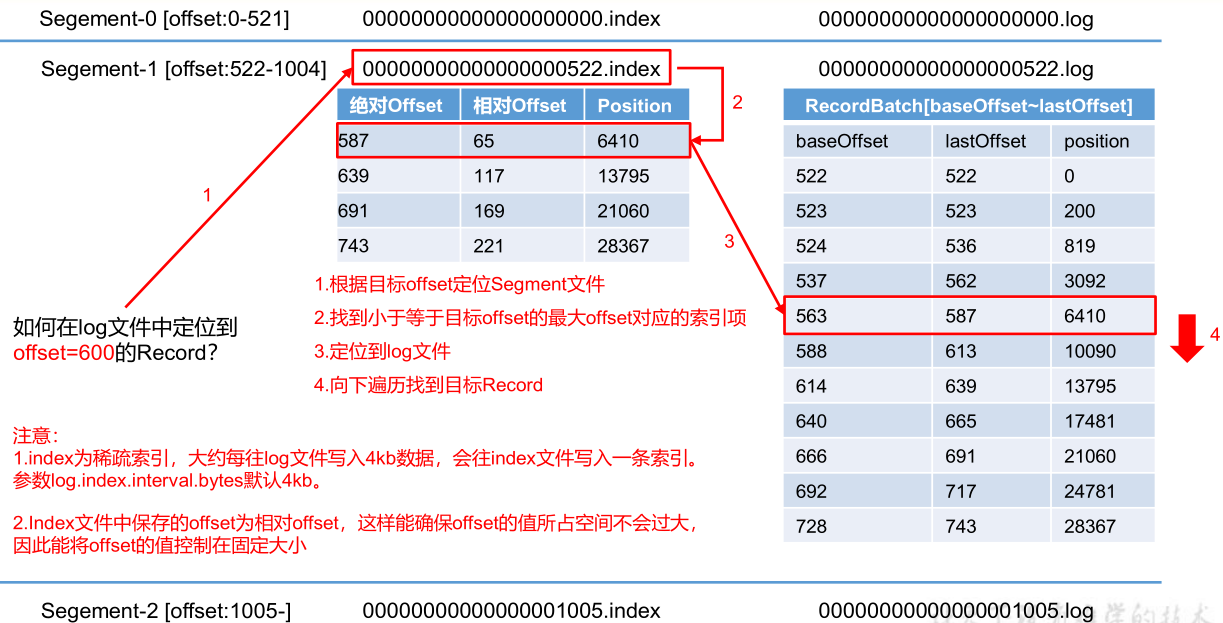 Segement-0 [offset:0-521] 00000000000000000000.index 00000000000000000000.log
Segement-1 [offset:522-1004] 00000000000000000522.index 00000000000000000522.log
绝对Offset 相对Offset Position
587 65 6410
639 117 13795
691 169 21060
743 221 28367
RecordBatch[baseOffset~lastOffset]
baseOffset lastOffset position
522 522 0
523 523 200
524 536 819
537 562 3092
563 587 6410
588 613 10090
614 639 13795
640 665 17481
666 691 21060
692 717 24781
728 743 28367
1
2
3
4
1.根据目标offset定位Segment文件
2.找到小于等于目标offset的最大offset对应的索引项
3.定位到log文件
4.向下遍历找到目标Record
如何在log文件中定位到
offset=600的Record?
注意：
1.index为稀疏索引，大约每往log文件写入4kb数据，会往index文件写入一条索引。
参数log.index.interval.bytes默认4kb。
2.Index文件中保存的offset为相对offset，这样能确保offset的值所占空间不会过大，
因此能将offset的值控制在固定大小
Segement-2 [offset:1005-] 00000000000000001005.index 00000000000000001005.log